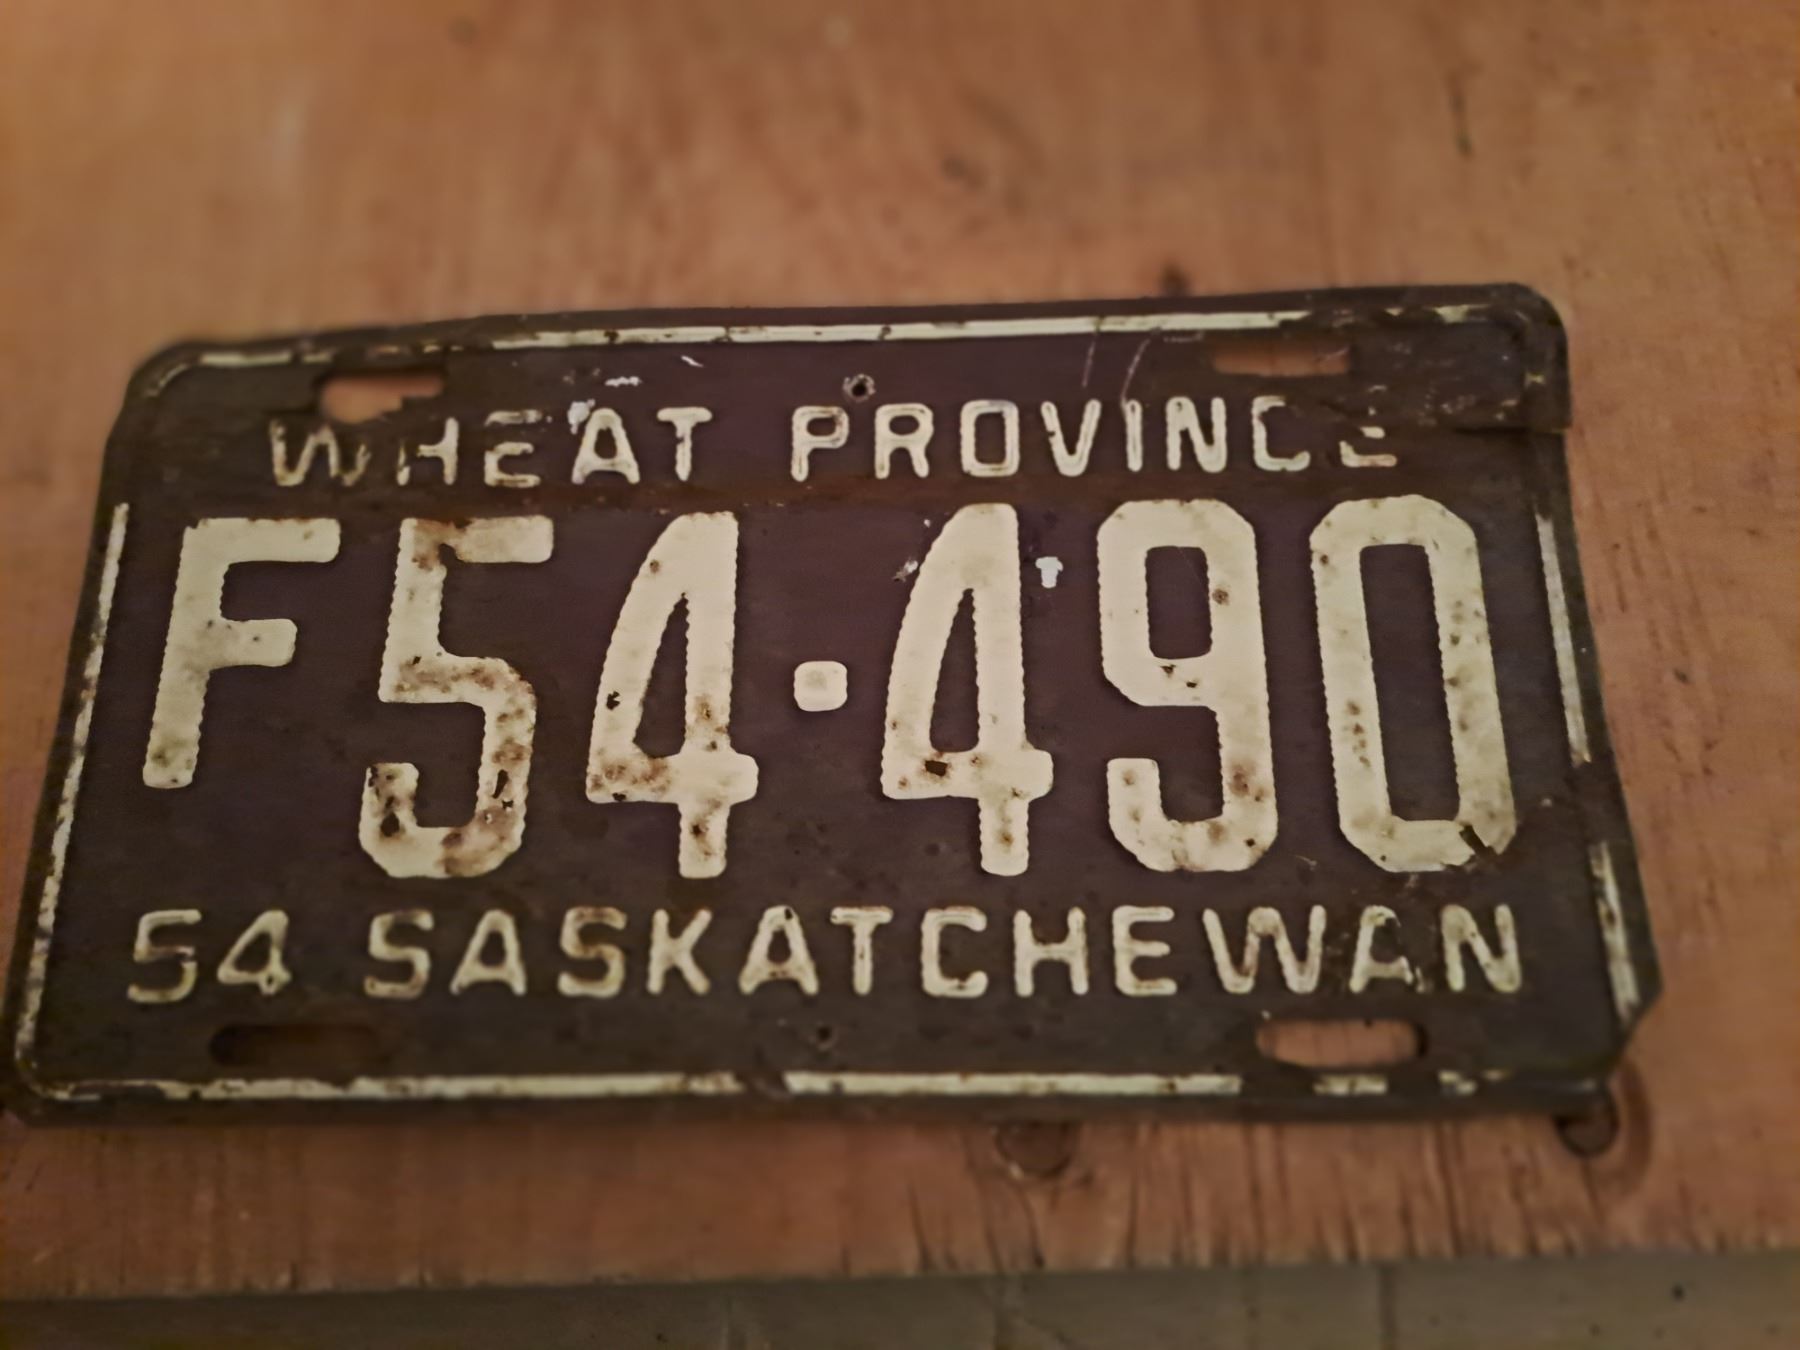 WHEAT PROVINCE
F54·490
54 SASKATCHEWAN